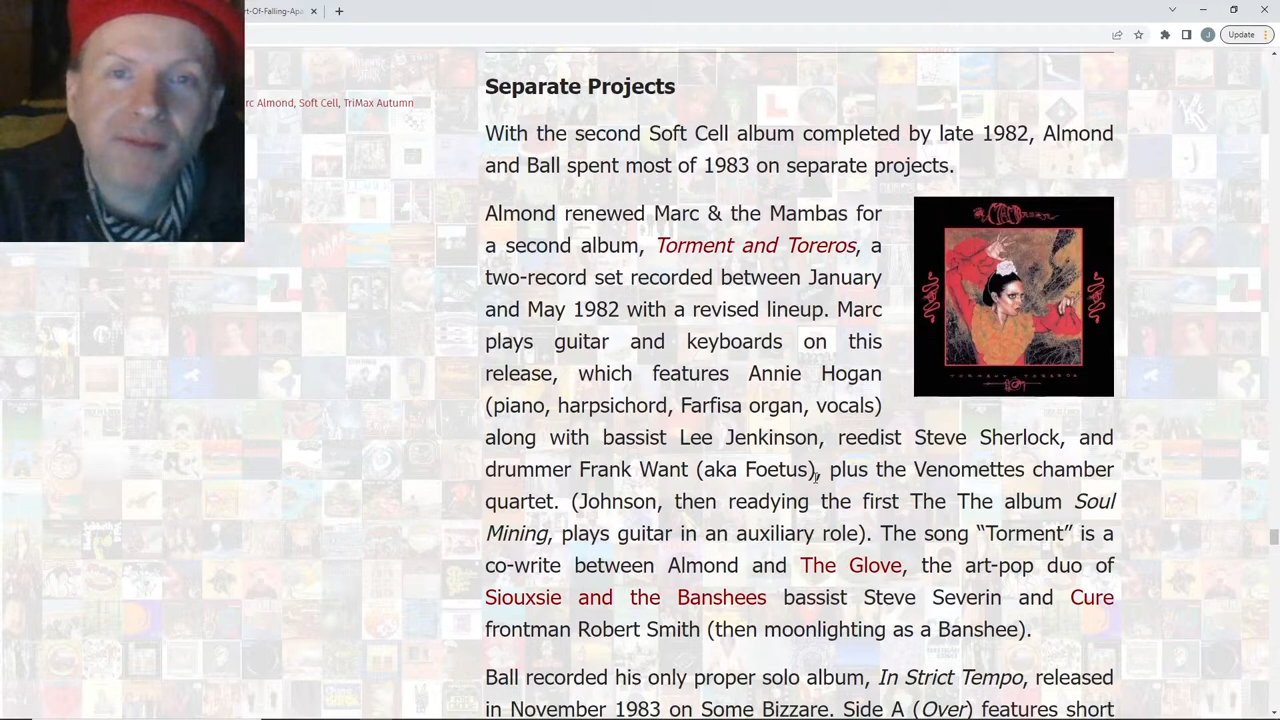 rt-Of-Falling-Apa
Update
J
rc Almond, Soft Cell, TriMax Autumn
Separate Projects
With the second Soft Cell album completed by late 1982, Almond
and Ball spent most of 1983 on separate projects.
Almond renewed Marc & the Mambas for
a second album, Torment and Toreros, a
two-record set recorded between January
and May 1982 with a revised lineup. Marc
plays guitar and keyboards on this
release, which features Annie Hogan
(piano, harpsichord, Farfisa organ, vocals)
along with bassist Lee Jenkinson, reedist Steve Sherlock, and
drummer Frank Want (aka Foetus), plus the Venomettes chamber
quartet. (Johnson, then readying the first The The album Soul
Mining, plays guitar in an auxiliary role). The song “Torment” is a
co-write between Almond and The Glove, the art-pop duo of
Siouxsie and the Banshees bassist Steve Severin and Cure
frontman Robert Smith (then moonlighting as a Banshee).
Ball recorded his only proper solo album, In Strict Tempo, released
in November 1983 on Some Bizzare. Side A (Over) features short